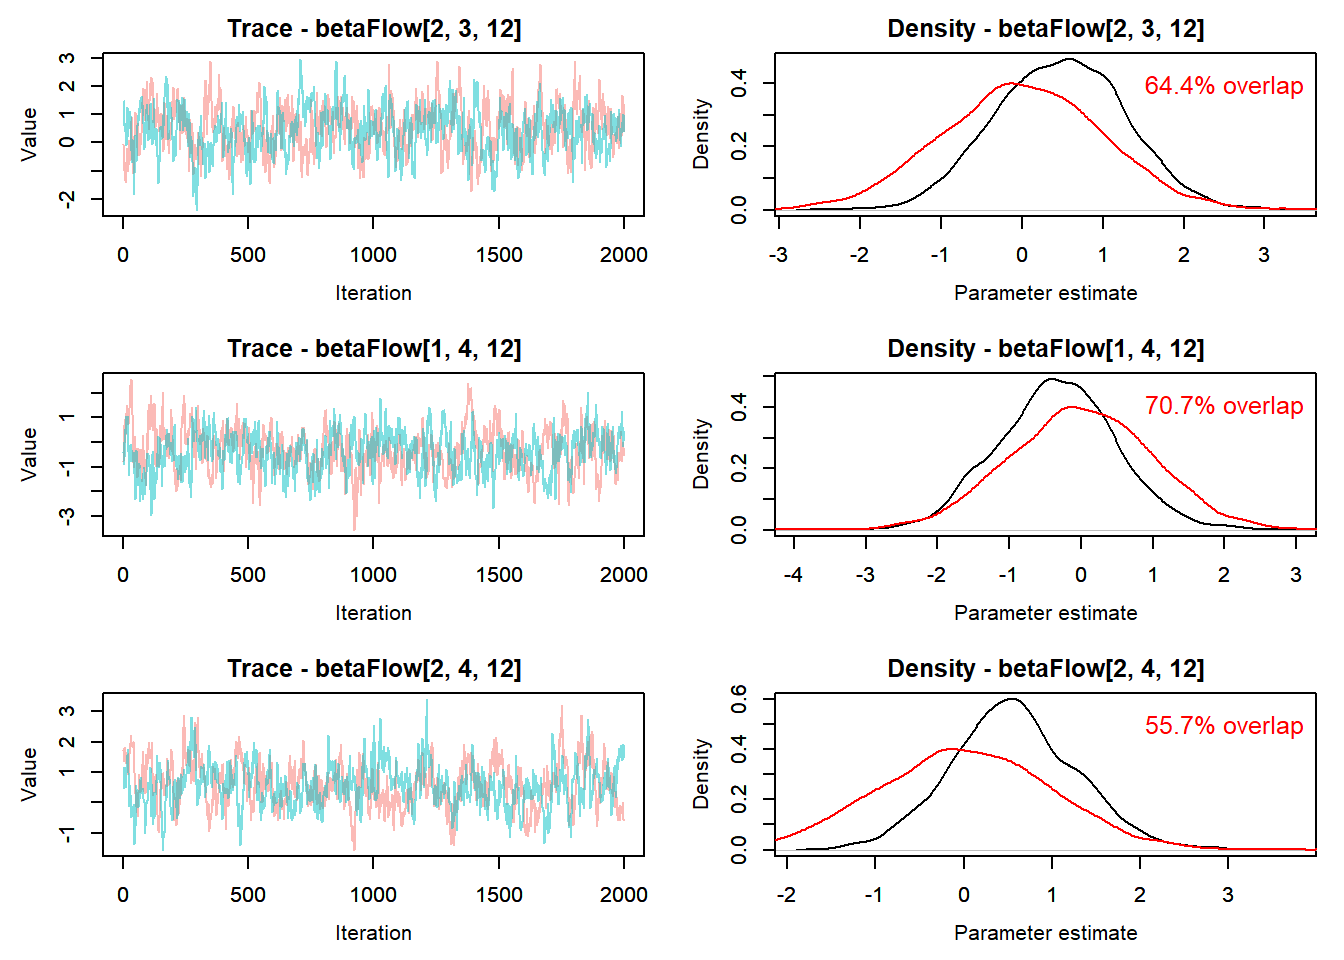 Trace - betaFlow[2, 3, 12]
Value
3
2
1
0
-2
0 500 1000 1500 2000
Iteration
Density - betaFlow[2, 3, 12]
Density
0.4
0.2
0.0
64.4% overlap
-3 -2 -1 0 1 2 3
Parameter estimate
Trace - betaFlow[1, 4, 12]
Value
1
-1
-3
0 500 1000 1500 2000
Iteration
Density - betaFlow[1, 4, 12]
Density
0.4
0.2
0.0
70.7% overlap
-4 -3 -2 -1 0 1 2 3
Parameter estimate
Trace - betaFlow[2, 4, 12]
Value
3
2
1
-1
0 500 1000 1500 2000
Iteration
Density - betaFlow[2, 4, 12]
Density
0.6
0.4
0.2
0.0
55.7% overlap
-2 -1 0 1 2 3
Parameter estimate